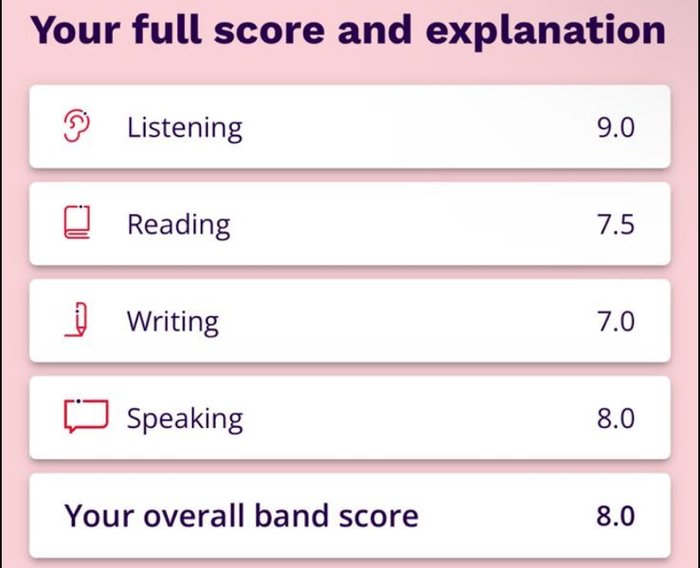 Your full score and explanation
Listening 9.0
Reading 7.5
Writing 7.0
Speaking 8.0
Your overall band score 8.0